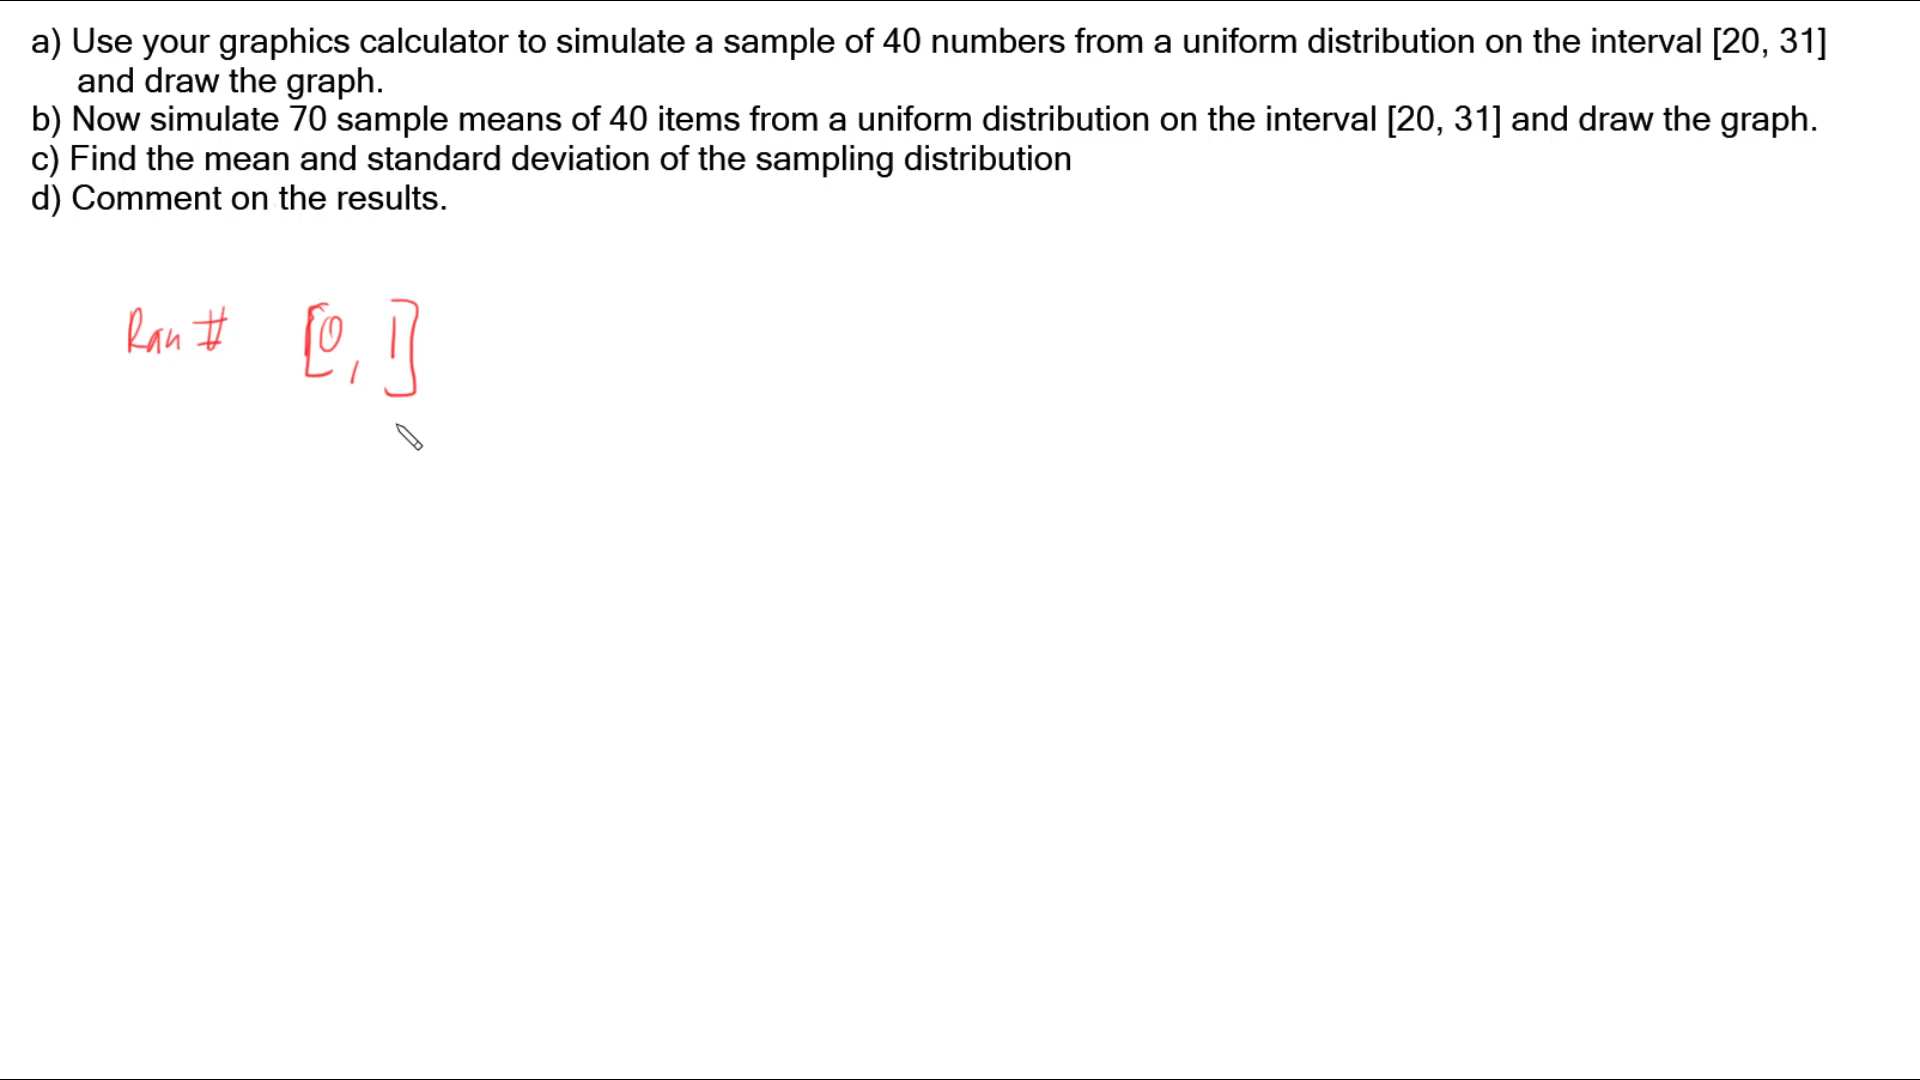 a) Use your graphics calculator to simulate a sample of 40 numbers from a uniform distribution on the interval [20, 31]
and draw the graph.
b) Now simulate 70 sample means of 40 items from a uniform distribution on the interval [20, 31] and draw the graph.
c) Find the mean and standard deviation of the sampling distribution
d) Comment on the results.
Ran # [0, 1]